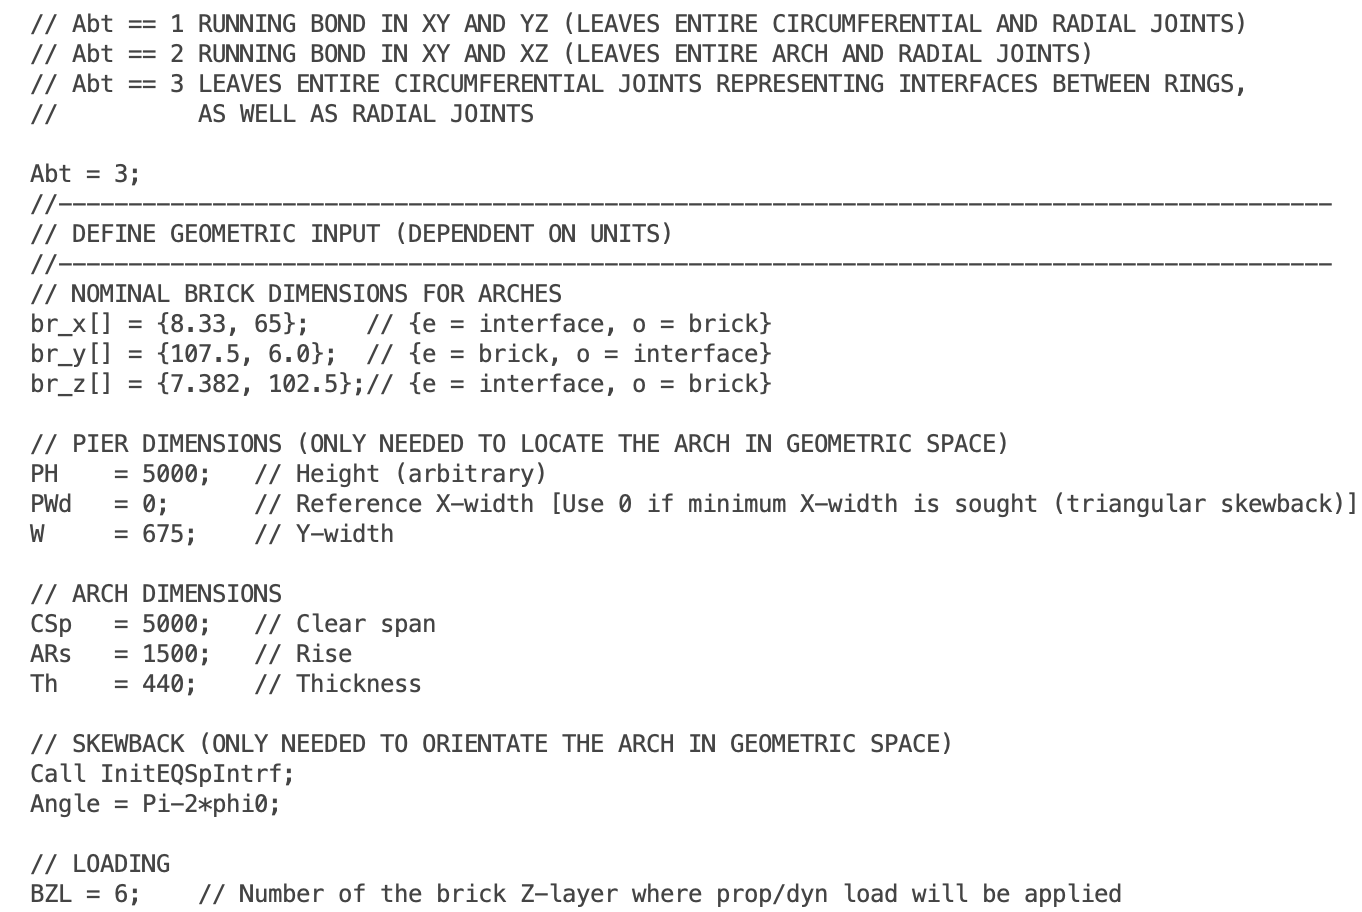 // Abt == 1 RUNNING BOND IN XY AND YZ (LEAVES ENTIRE CIRCUMFERENTIAL AND RADIAL JOINTS)
// Abt == 2 RUNNING BOND IN XY AND XZ (LEAVES ENTIRE ARCH AND RADIAL JOINTS)
// Abt == 3 LEAVES ENTIRE CIRCUMFERENTIAL JOINTS REPRESENTING INTERFACES BETWEEN RINGS,
//          AS WELL AS RADIAL JOINTS
Abt = 3;
//-------------------------------------------------------------------------------------------
// DEFINE GEOMETRIC INPUT (DEPENDENT ON UNITS)
//-------------------------------------------------------------------------------------------
// NOMINAL BRICK DIMENSIONS FOR ARCHES
br_x[] = {8.33, 65};    // {e = interface, o = brick}
br_y[] = {107.5, 6.0};  // {e = brick, o = interface}
br_z[] = {7.382, 102.5};// {e = interface, o = brick}
// PIER DIMENSIONS (ONLY NEEDED TO LOCATE THE ARCH IN GEOMETRIC SPACE)
PH    = 5000;   // Height (arbitrary)
PWd   = 0;      // Reference X-width [Use 0 if minimum X-width is sought (triangular skewback)]
W     = 675;    // Y-width
// ARCH DIMENSIONS
CSp   = 5000;   // Clear span
ARs   = 1500;   // Rise
Th    = 440;    // Thickness
// SKEWBACK (ONLY NEEDED TO ORIENTATE THE ARCH IN GEOMETRIC SPACE)
Call InitEQSpIntrf;
Angle = Pi-2*phi0;
// LOADING
BZL = 6;    // Number of the brick Z-layer where prop/dyn load will be applied